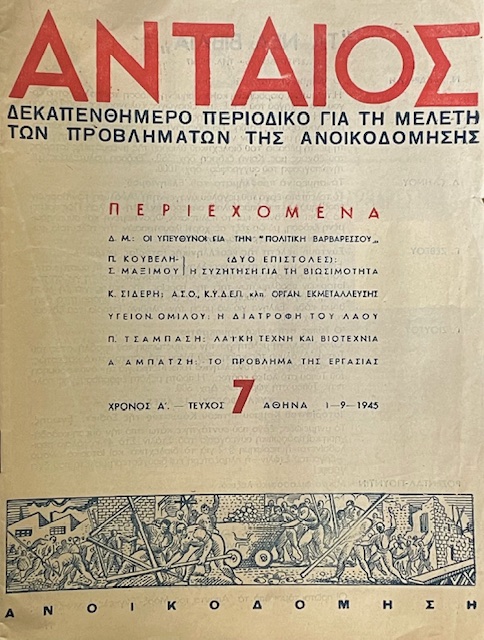 ΑΝΤΑΙΟΣ
ΔΕΚΑΠΕΝΘΗΜΕΡΟ ΠΕΡΙΟΔΙΚΟ ΓΙΑ ΤΗ ΜΕΛΕΤΗ
ΤΩΝ ΠΡΟΒΛΗΜΑΤΩΝ ΤΗΣ ΑΝΟΙΚΟΔΟΜΗΣΗΣ
ΠΕΡΙΕΧΟΜΕΝΑ
Δ. Μ.: ΟΙ ΥΠΕΥΘΥΝΟΙ ΓΙΑ ΤΗΝ "ΠΟΛΙΤΙΚΗ ΒΑΡΒΑΡΕΣΣΟΥ„
Π. ΚΟΥΒΕΛΗ- (ΔΥΟ ΕΠΙΣΤΟΛΕΣ):
Σ. ΜΑΞΙΜΟΥ Η ΣΥΖΗΤΗΣΗ ΓΙΑ ΤΗ ΒΙΩΣΙΜΟΤΗΤΑ
Κ. ΣΙΔΕΡΗ: Α.Σ.Ο., Κ.Υ.Δ.Ε.Π. κλπ. ΟΡΓΑΝ. ΕΚΜΕΤΑΛΛΕΥΣΗΣ
ΥΓΕΙΟΝ. ΟΜΙΛΟΥ: Η ΔΙΑΤΡΟΦΗ ΤΟΥ ΛΑΟΥ
Π. ΤΣΑΜΠΑΣΗ: ΛΑΪΚΗ ΤΕΧΝΗ ΚΑΙ ΒΙΟΤΕΧΝΙΑ
Α. ΑΜΠΑΤΖΗ: ΤΟ ΠΡΟΒΛΗΜΑ ΤΗΣ ΕΡΓΑΣΙΑΣ
ΧΡΟΝΟΣ Α'. — ΤΕΥΧΟΣ 7 ΑΘΗΝΑ 1-9-1945
ΑΝΟΙΚΟΔΟΜΗΣΗ